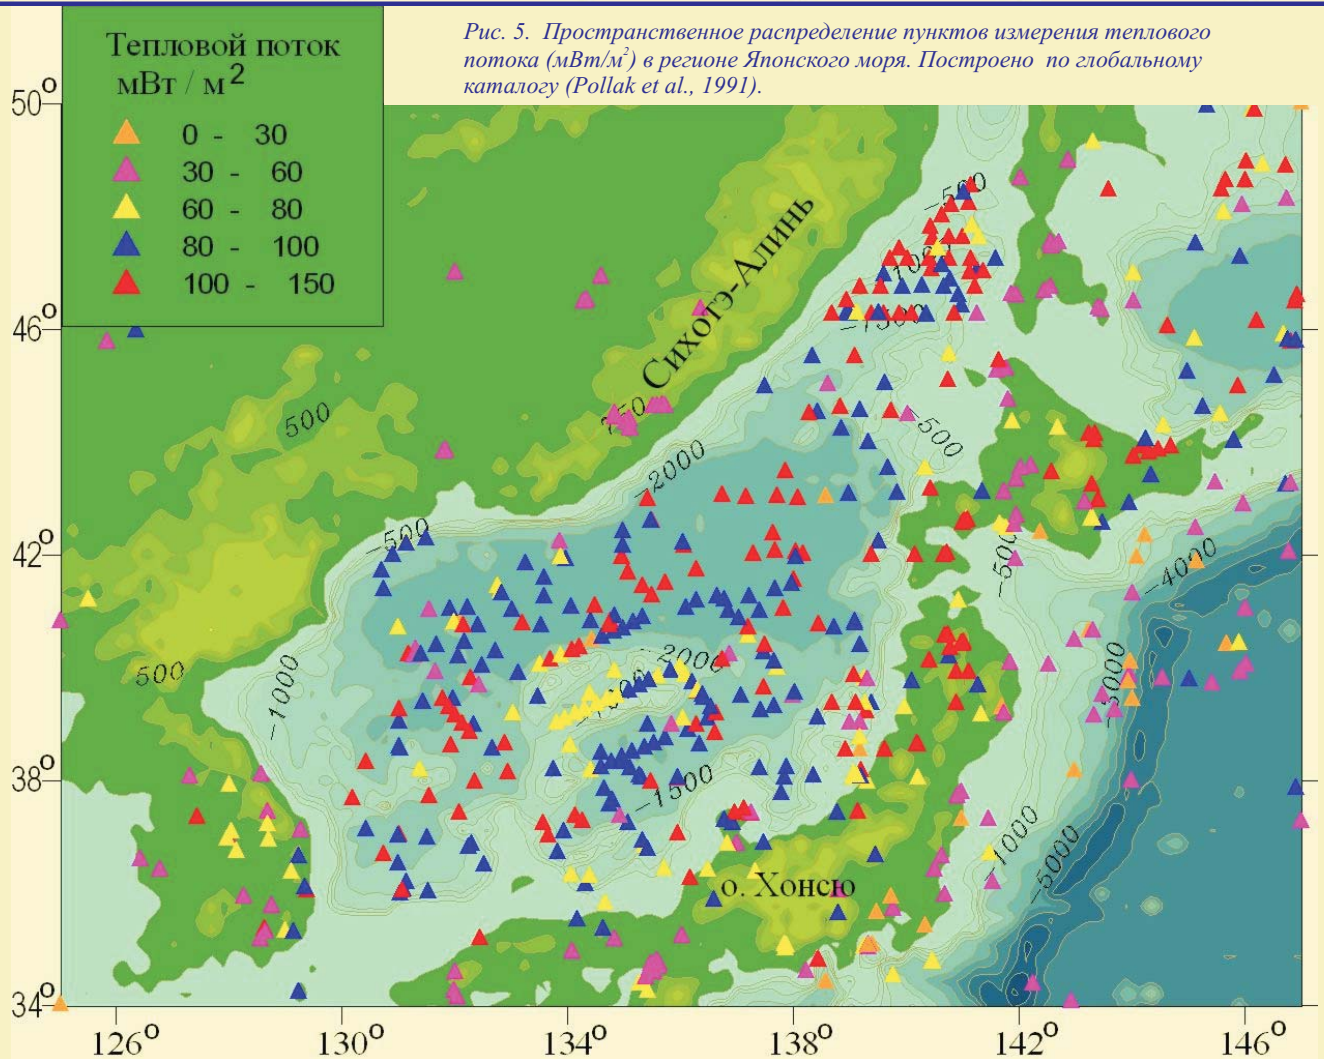 Рис. 5. Пространственное распределение пунктов измерения теплового
потока (мВт/м²) в регионе Японского моря. Построено по глобальному
каталогу (Pollak et al., 1991).
Тепловой поток
мВт / м²
0 - 30
30 - 60
60 - 80
80 - 100
100 - 150
50°
46°
42°
38°
34°
126°
130°
134°
138°
142°
146°
Сихотэ-Алинь
о. Хонсю
-500
-1500
500
-2000
-500
-500
-500
-4000
500
-1000
-2000
-5000
-1500
-1000
-5000